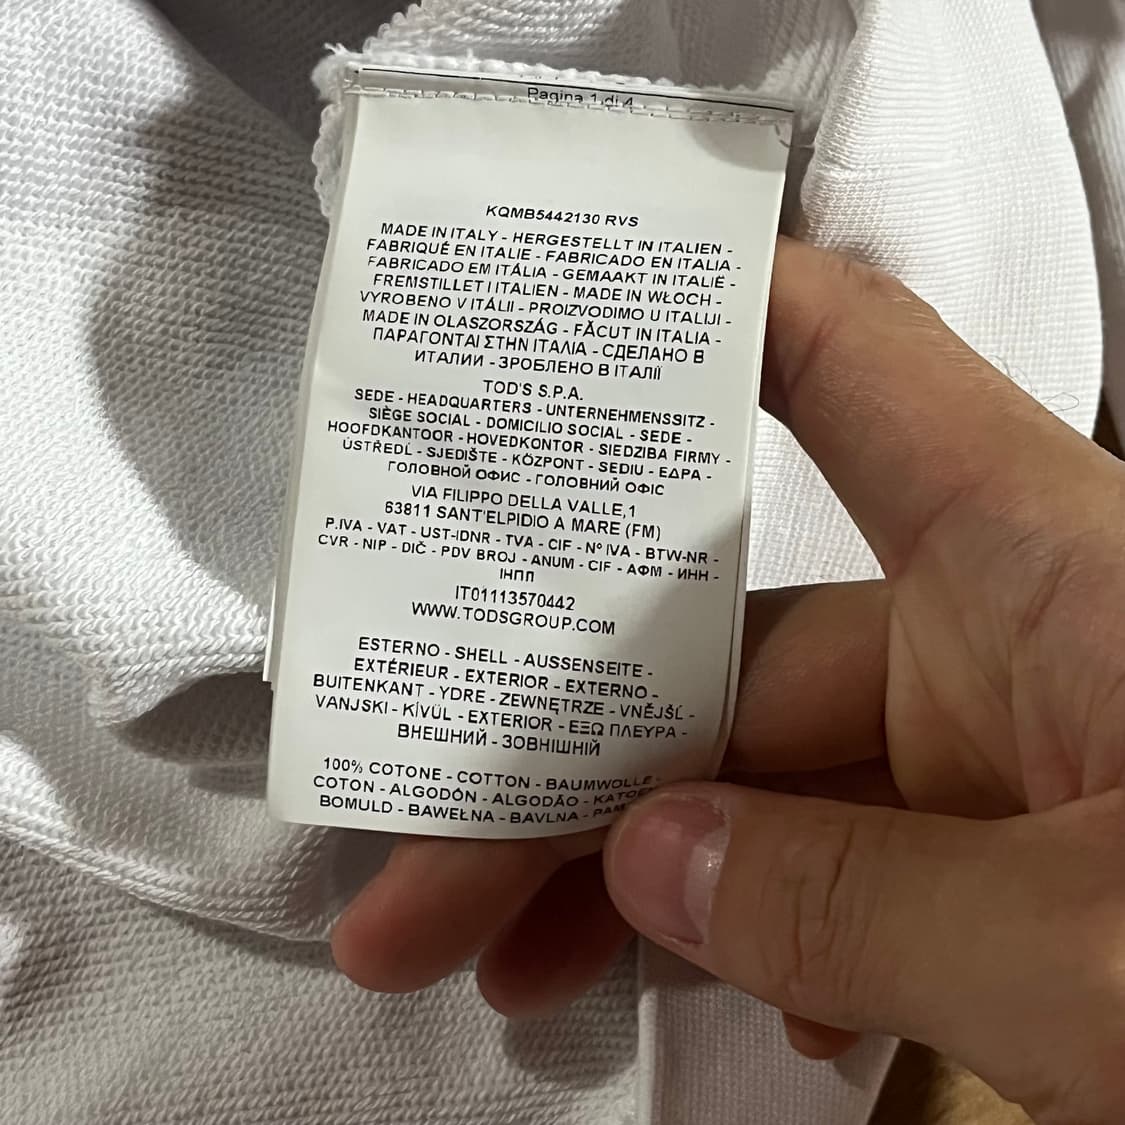 Pagina 1 di 4
KQMB5442130 RVS
MADE IN ITALY - HERGESTELLT IN ITALIEN -
FABRIQUÉ EN ITALIE - FABRICADO EN ITALIA -
FABRICADO EM ITÁLIA - GEMAAKT IN ITALIË -
FREMSTILLET I ITALIEN - MADE IN WŁOCH -
VYROBENO V ITÁLII - PROIZVODIMO U ITALIJI -
MADE IN OLASZORSZÁG - FĂCUT IN ITALIA -
ΠΑΡΑΓΟΝΤΑΙ ΣΤΗΝ ΙΤΑΛΙΑ - СДЕЛАНО В
ИТАЛИИ - ЗРОБЛЕНО В ІТАЛІЇ
TOD'S S.P.A.
SEDE - HEADQUARTERS - UNTERNEHMENSSITZ -
SIÈGE SOCIAL - DOMICILIO SOCIAL - SEDE -
HOOFDKANTOOR - HOVEDKONTOR - SIEDZIBA FIRMY -
ÚSTŘEDÍ - SJEDIŠTE - KÖZPONT - SEDIU - ΕΔΡΑ -
ГОЛОВНОЙ ОФИС - ГОЛОВНИЙ ОФІС
VIA FILIPPO DELLA VALLE,1
63811 SANT'ELPIDIO A MARE (FM)
P.IVA - VAT - UST-IDNR - TVA - CIF - Nº IVA - BTW-NR -
CVR - NIP - DIČ - PDV BROJ - ANUM - CIF - ΑΦΜ - ИНН -
ІНПП
IT01113570442
WWW.TODSGROUP.COM
ESTERNO - SHELL - AUSSENSEITE -
EXTÉRIEUR - EXTERIOR - EXTERNO -
BUITENKANT - YDRE - ZEWNĘTRZE - VNĚJŠÍ -
VANJSKI - KÍVÜL - EXTERIOR - ΕΞΩ ΠΛΕΥΡΑ -
ВНЕШНИЙ - ЗОВНІШНІЙ
100% COTONE - COTTON - BAUMWOLLE -
COTON - ALGODÓN - ALGODÃO - KATOEN
BOMULD - BAWEŁNA - BAVLNA -